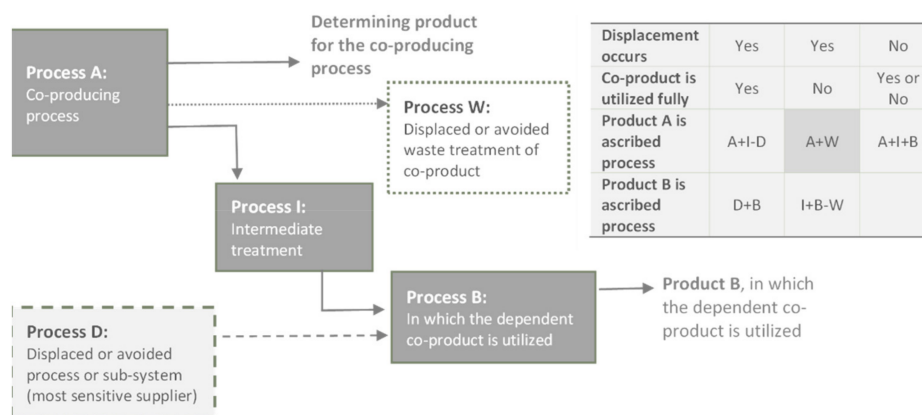 Determining product
for the co-producing
process
Process A:
Co-producing
process
Process W:
Displaced or avoided
waste treatment of
co-product
Process I:
Intermediate
treatment
Process B:
In which the dependent
co-product is utilized
Product B, in which
the dependent co-
product is utilized
Process D:
Displaced or avoided
process or sub-system
(most sensitive supplier)
Displacement
occurs
Yes
Yes
No
Co-product is
utilized fully
Yes
No
Yes or
No
Product A is
ascribed
process
A+I-D
A+W
A+I+B
Product B is
ascribed
process
D+B
I+B-W